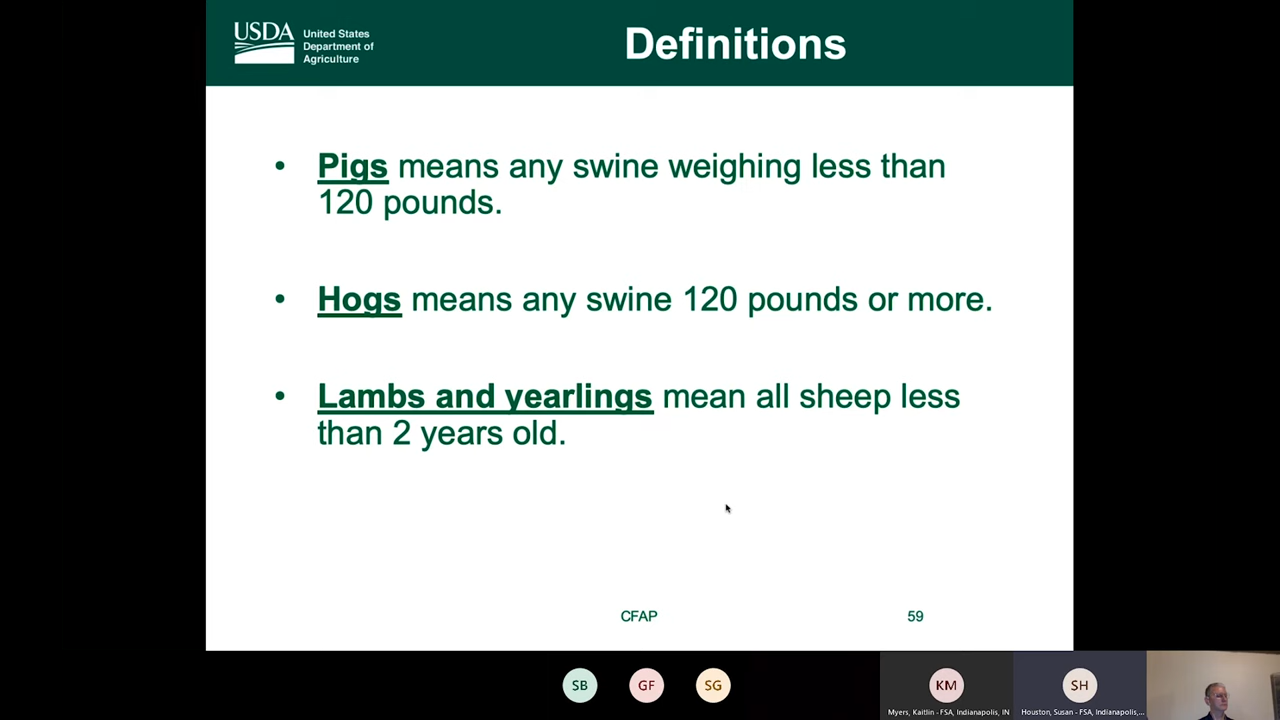 USDA
United States
Department of
Agriculture
Definitions
• Pigs means any swine weighing less than
120 pounds.
• Hogs means any swine 120 pounds or more.
• Lambs and yearlings mean all sheep less
than 2 years old.
CFAP
59
SB
GF
SG
KM
SH
Myers, Kaitlin - FSA, Indianapolis, IN
Houston, Susan - FSA, Indianapolis,...